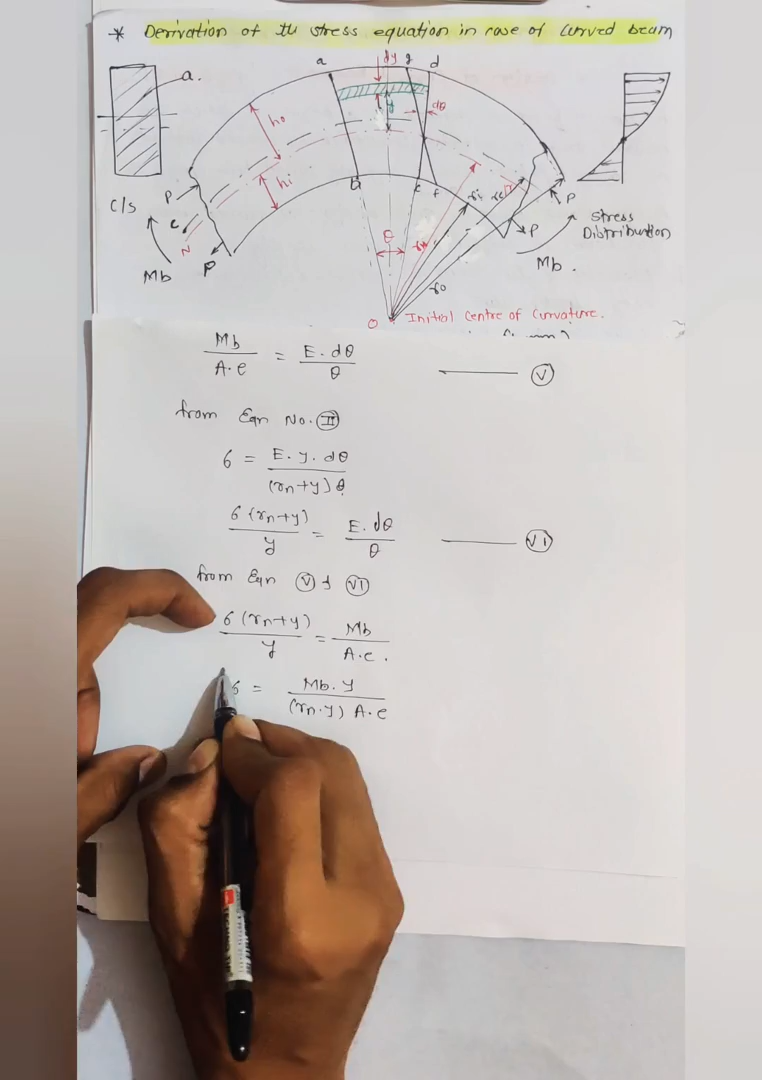 * Derivation of the stress equation in case of Curved beam
a.
a
dy
g
d
y
dθ
ho
hi
b
c
f
P
c/s
C
N
Mb
P
θ
rn
ri
rc
ro
P
P
Mb.
Stress
Distribution
O Initial Centre of Curvature.
Mb / A.e = E.dθ / θ —— (V)
from Eqn No. (II)
σ = E.y.dθ / (rn+y)θ
σ(rn+y) / y = E.dθ / θ —— (VI)
from Eqn (V) & (VI)
σ(rn+y) / y = Mb / A.e.
σ = Mb.y / (rn.y) A.e